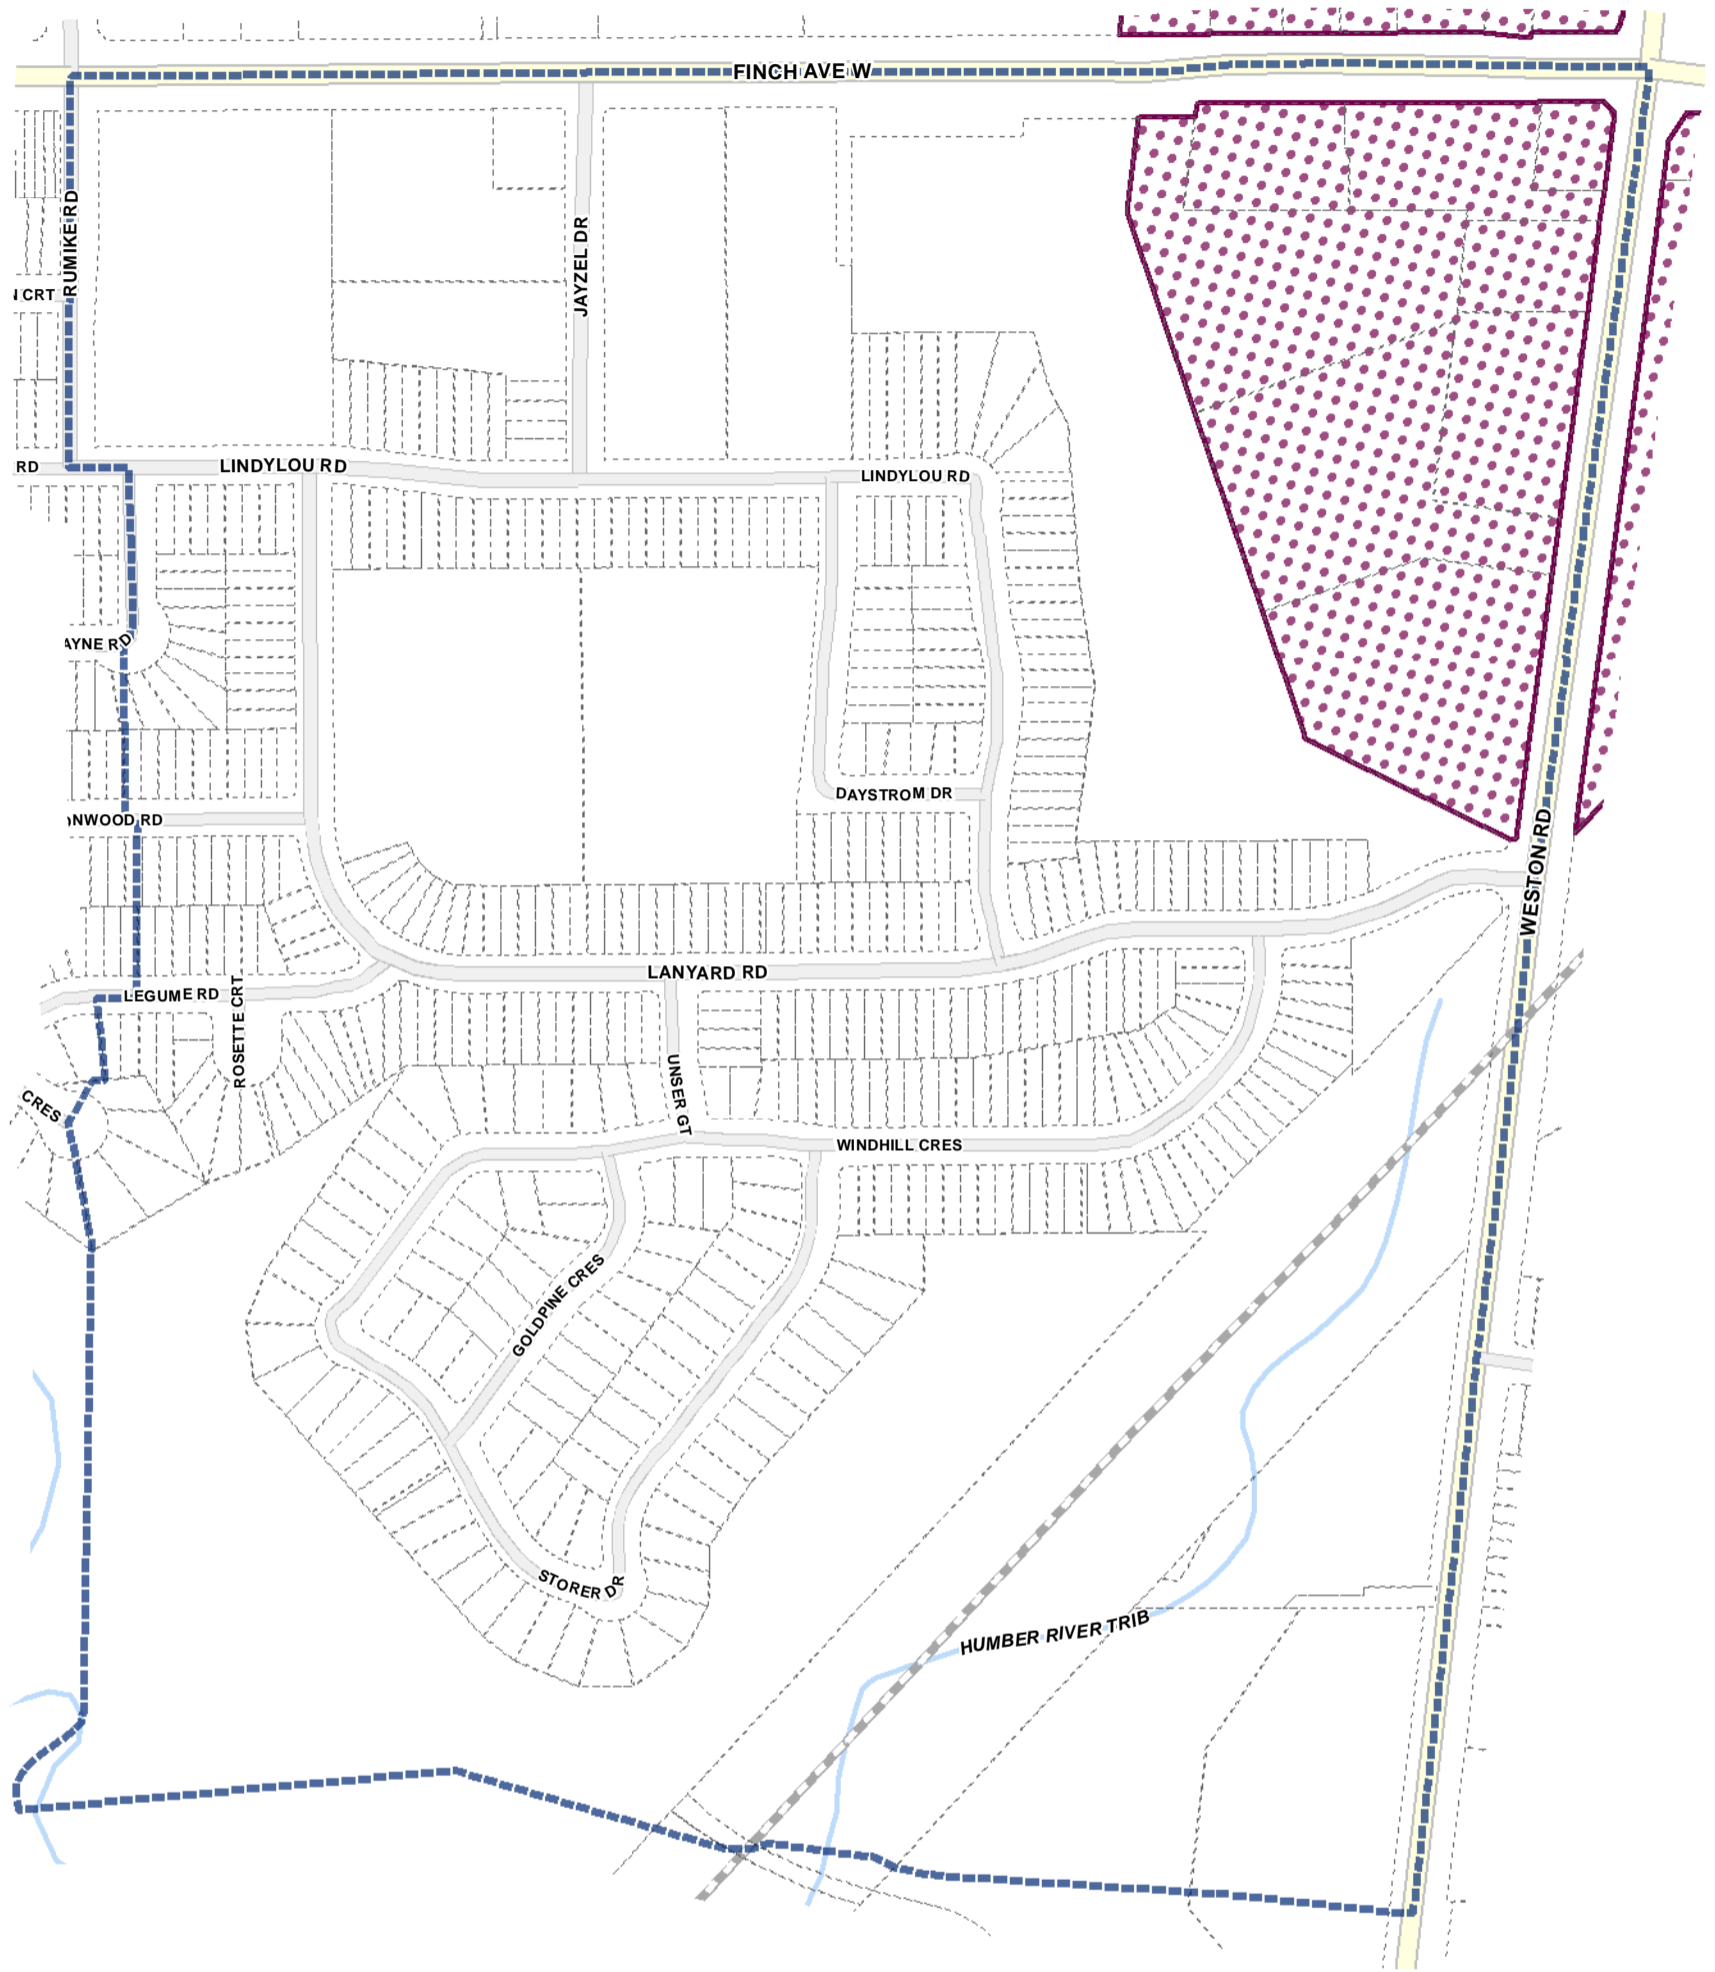 FINCH AVE W
RUMIKE RD
JAYZEL DR
N CRT
RD
LINDYLOU RD
LINDYLOU RD
AYNE RD
DAYSTROM DR
ONWOOD RD
WESTON RD
LANYARD RD
LEGUME RD
ROSETTE CRT
UNSER GT
CRES
WINDHILL CRES
GOLDPINE CRES
STORER DR
HUMBER RIVER TRIB